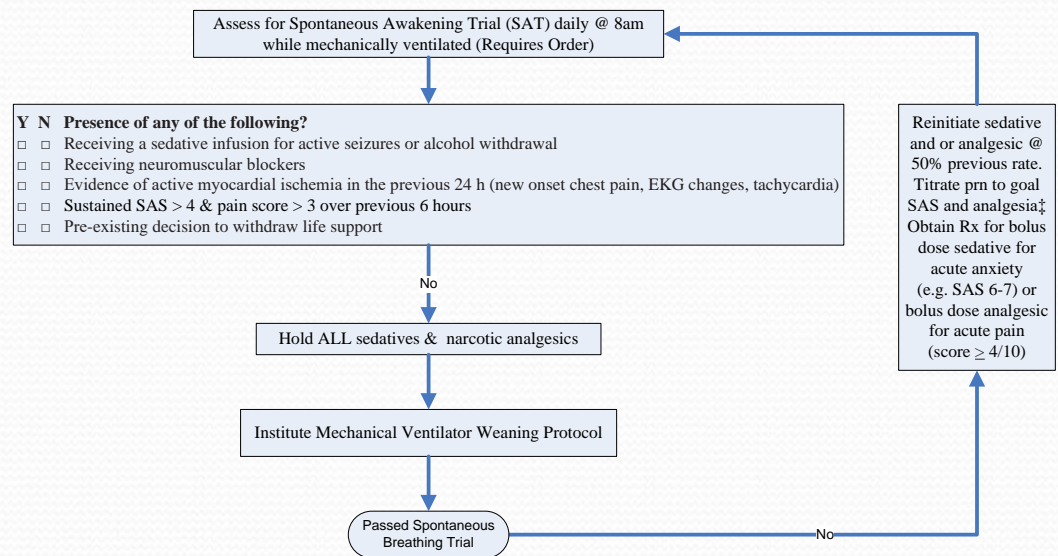 Assess for Spontaneous Awakening Trial (SAT) daily @ 8am
while mechanically ventilated (Requires Order)
Y N Presence of any of the following?
□ □ Receiving a sedative infusion for active seizures or alcohol withdrawal
□ □ Receiving neuromuscular blockers
□ □ Evidence of active myocardial ischemia in the previous 24 h (new onset chest pain, EKG changes, tachycardia)
□ □ Sustained SAS > 4 & pain score > 3 over previous 6 hours
□ □ Pre-existing decision to withdraw life support
No
Hold ALL sedatives & narcotic analgesics
Institute Mechanical Ventilator Weaning Protocol
Passed Spontaneous
Breathing Trial
No
Reinitiate sedative
and or analgesic @
50% previous rate.
Titrate prn to goal
SAS and analgesia‡
Obtain Rx for bolus
dose sedative for
acute anxiety
(e.g. SAS 6-7) or
bolus dose analgesic
for acute pain
(score ≥ 4/10)